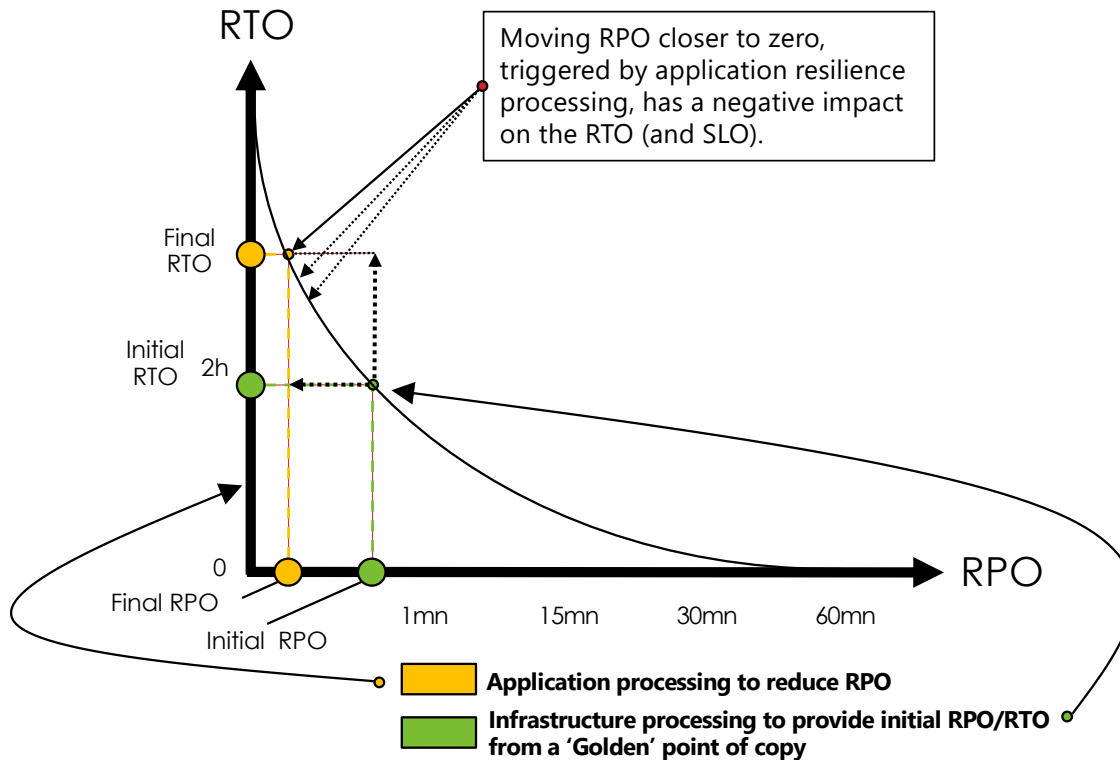 RTO
Moving RPO closer to zero,
triggered by application resilience
processing, has a negative impact
on the RTO (and SLO).
Final
RTO
Initial
RTO
2h
0
RPO
Final RPO
Initial RPO
1mn
15mn
30mn
60mn
Application processing to reduce RPO
Infrastructure processing to provide initial RPO/RTO
from a ‘Golden’ point of copy